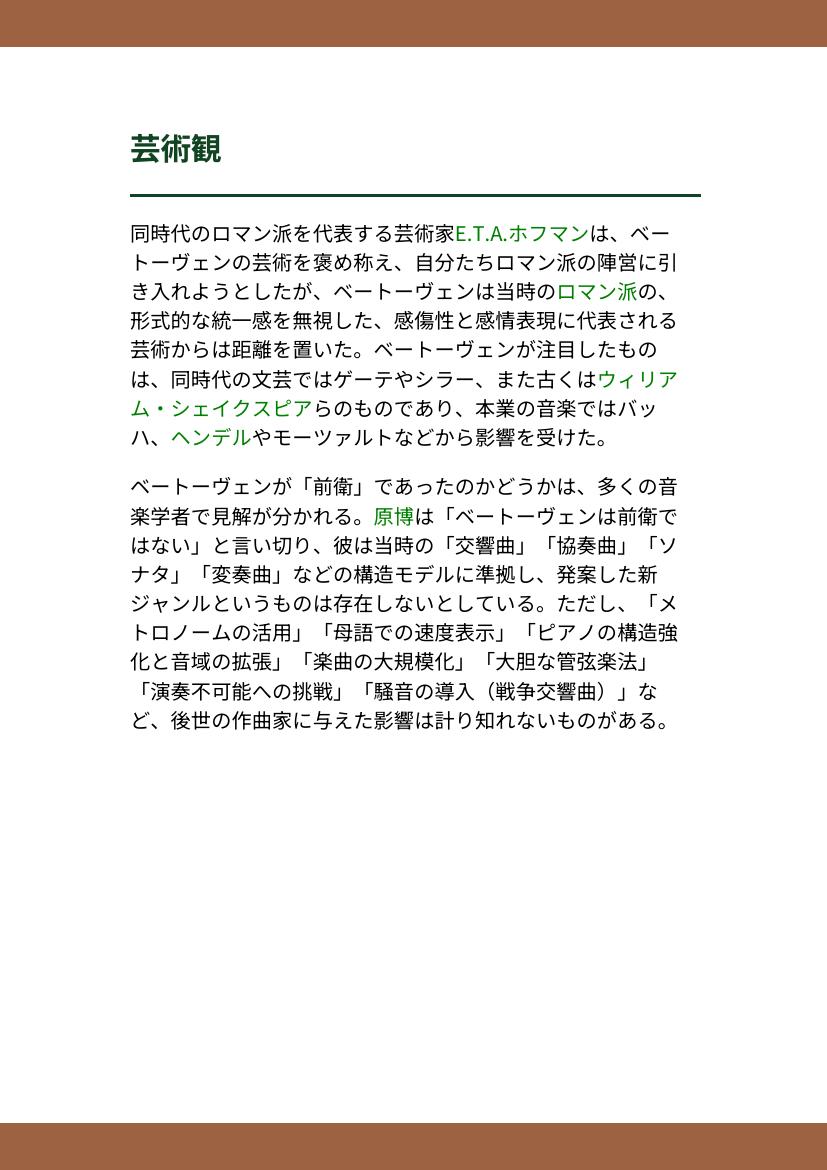 芸術観
同時代のロマン派を代表する芸術家E.T.A.ホフマンは、ベー
トーヴェンの芸術を褒め称え、自分たちロマン派の陣営に引
き入れようとしたが、ベートーヴェンは当時のロマン派の、
形式的な統一感を無視した、感傷性と感情表現に代表される
芸術からは距離を置いた。ベートーヴェンが注目したもの
は、同時代の文芸ではゲーテやシラー、また古くはウィリア
ム・シェイクスピアらのものであり、本業の音楽ではバッ
ハ、ヘンデルやモーツァルトなどから影響を受けた。
ベートーヴェンが「前衛」であったのかどうかは、多くの音
楽学者で見解が分かれる。原博は「ベートーヴェンは前衛で
はない」と言い切り、彼は当時の「交響曲」「協奏曲」「ソ
ナタ」「変奏曲」などの構造モデルに準拠し、発案した新
ジャンルというものは存在しないとしている。ただし、「メ
トロノームの活用」「母語での速度表示」「ピアノの構造強
化と音域の拡張」「楽曲の大規模化」「大胆な管弦楽法」
「演奏不可能への挑戦」「騒音の導入（戦争交響曲）」な
ど、後世の作曲家に与えた影響は計り知れないものがある。